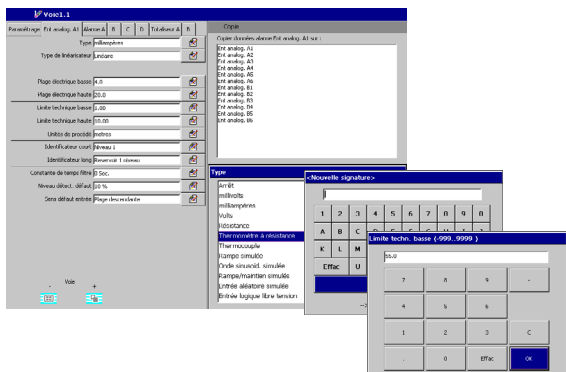 Voie1.1
Paramétrage Ent analog. A1 Alarme A B C D Totaliseur A B
Type milliampères
Type de linéarisateur Linéaire
Plage électrique basse 4.0
Plage électrique haute 20.0
Limite technique basse 1.00
Limite technique haute 10.00
Unités de procédé metres
Identificateur court Niveau 1
Identificateur long Reservoir 1 niveau
Constante de temps filtre 0 Sec.
Niveau détect. défaut 10 %
Sens défaut entrée Plage descendante
Voie
- +
Copie
Copier données alarme Ent analog. A1 sur :
Ent analog. A1
Ent analog. A2
Ent analog. A3
Ent analog. A4
Ent analog. A5
Ent analog. A6
Ent analog. B1
Ent analog. B2
Ent analog. B3
Ent analog. B4
Ent analog. B5
Ent analog. B6
Type
Arrêt
millivolts
milliampères
Volts
Résistance
Thermomètre à résistance
Thermocouple
Rampe simulée
Onde sinusoïd. simulée
Rampe/maintien simulés
Entrée aléatoire simulée
Entrée logique libre tension
<Nouvelle signature>
1 2 3 4 5 6 7 8 9 0
A B C
K L M
Effac U
-->
Limite techn. basse (-999..9999 )
55.0
7 8 9 -
4 5 6
1 2 3 C
. 0 Effac OK